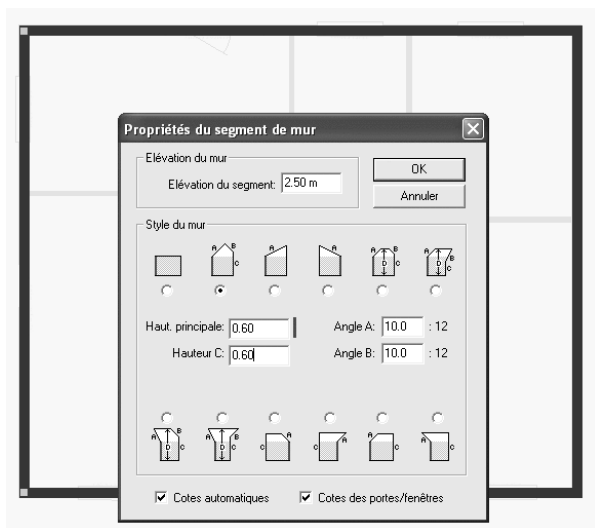 Propriétés du segment de mur
Elévation du mur
Elévation du segment: 2.50 m
OK
Annuler
Style du mur
A B C
A
A
A B D C
A B D C
Haut. principale: 0.60 Angle A: 10.0 : 12
Hauteur C: 0.60 Angle B: 10.0 : 12
A B D C
A B D C
C A
C A
A C
A C
Cotes automatiques Cotes des portes/fenêtres